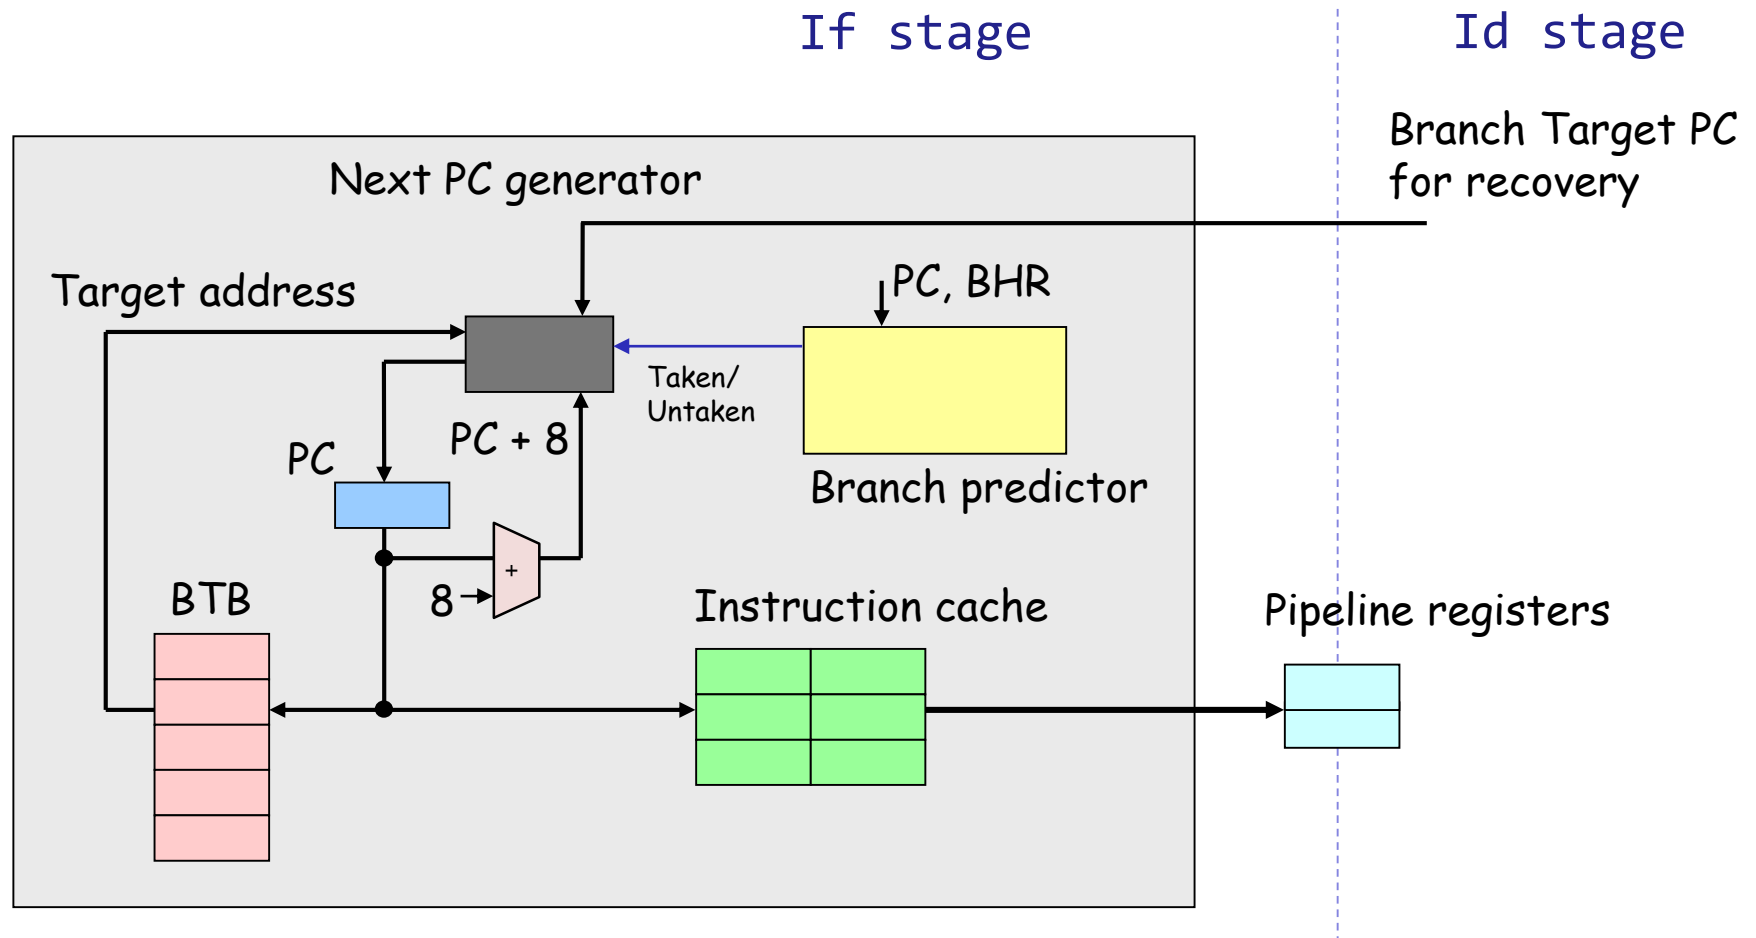 If stage
Id stage
Branch Target PC
for recovery
Next PC generator
Target address
PC, BHR
Taken/
Untaken
PC + 8
PC
Branch predictor
+
8
BTB
Instruction cache
Pipeline registers